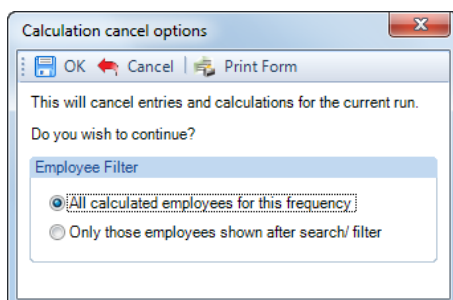 Calculation cancel options
OK Cancel Print Form
This will cancel entries and calculations for the current run.
Do you wish to continue?
Employee Filter
All calculated employees for this frequency
Only those employees shown after search/ filter